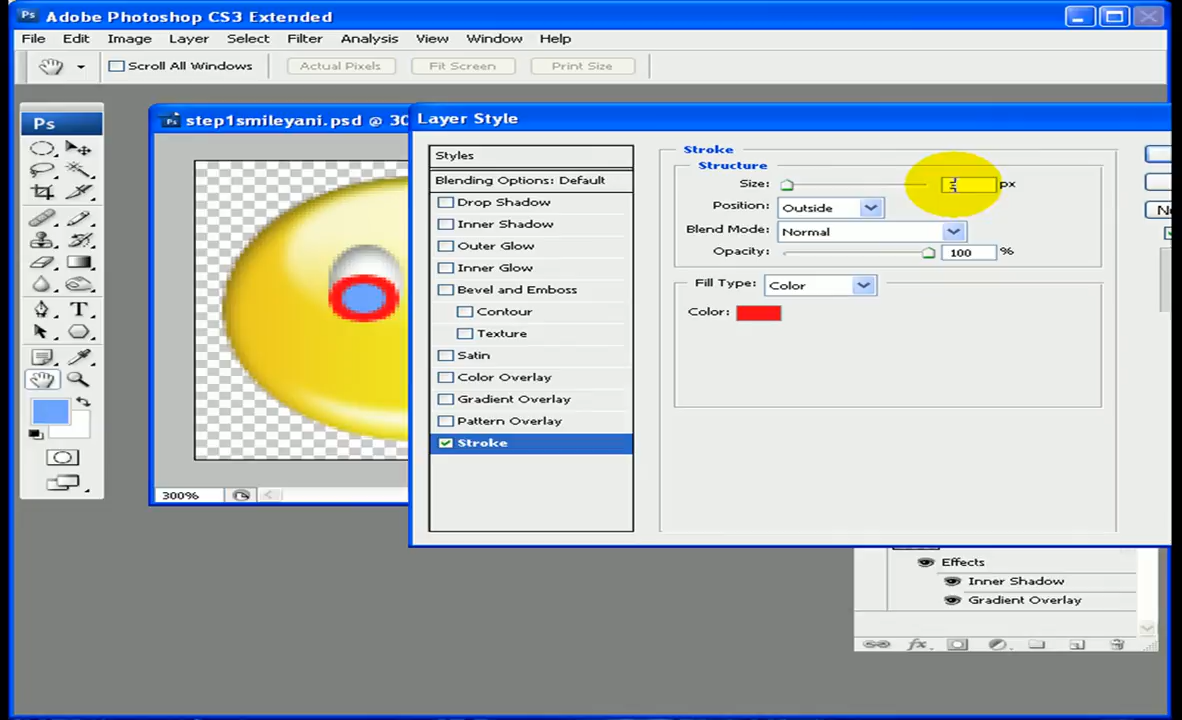 Ps Adobe Photoshop CS3 Extended
File Edit Image Layer Select Filter Analysis View Window Help
Scroll All Windows Actual Pixels Fit Screen Print Size
Ps
step1smileyani.psd @ 30
Layer Style
Styles
Blending Options: Default
Drop Shadow
Inner Shadow
Outer Glow
Inner Glow
Bevel and Emboss
Contour
Texture
Satin
Color Overlay
Gradient Overlay
Pattern Overlay
Stroke
Stroke
Structure
Size: px
Position: Outside
Blend Mode: Normal
Opacity: 100 %
Fill Type: Color
Color:
T
300%
Effects
Inner Shadow
Gradient Overlay
fx